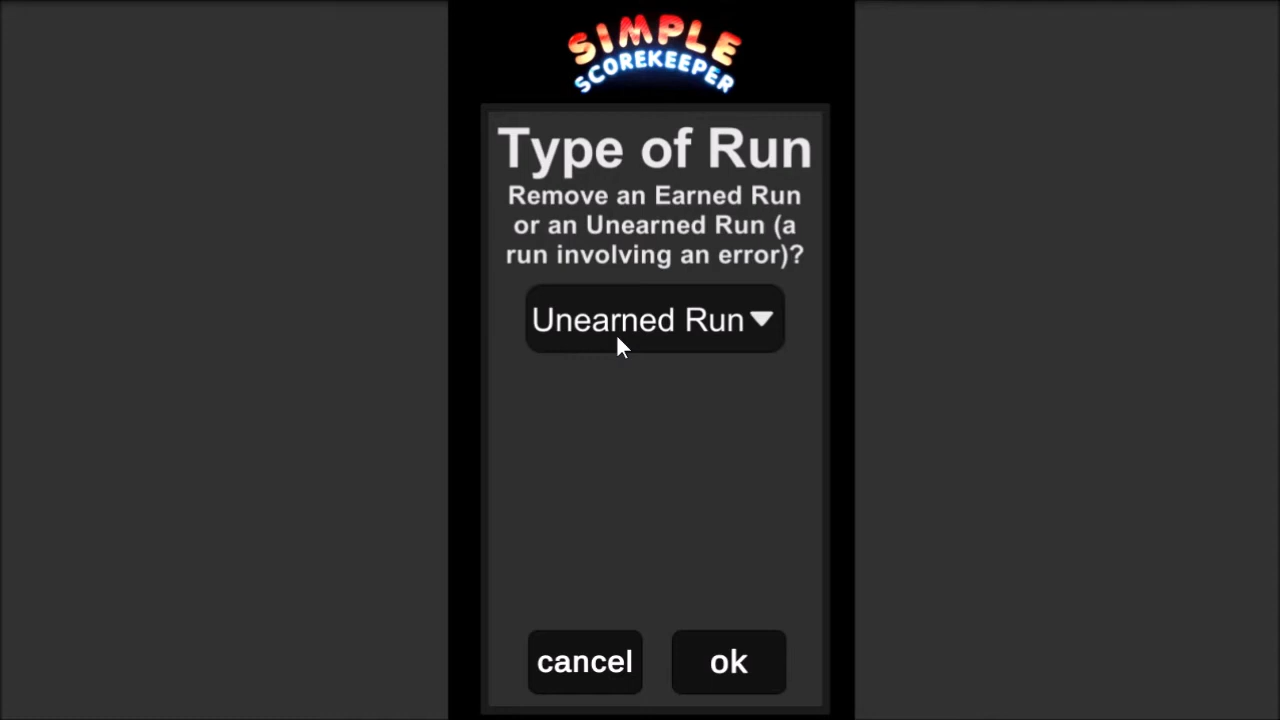 SIMPLE
SCOREKEEPER
Type of Run
Remove an Earned Run
or an Unearned Run (a
run involving an error)?
Unearned Run
cancel
ok